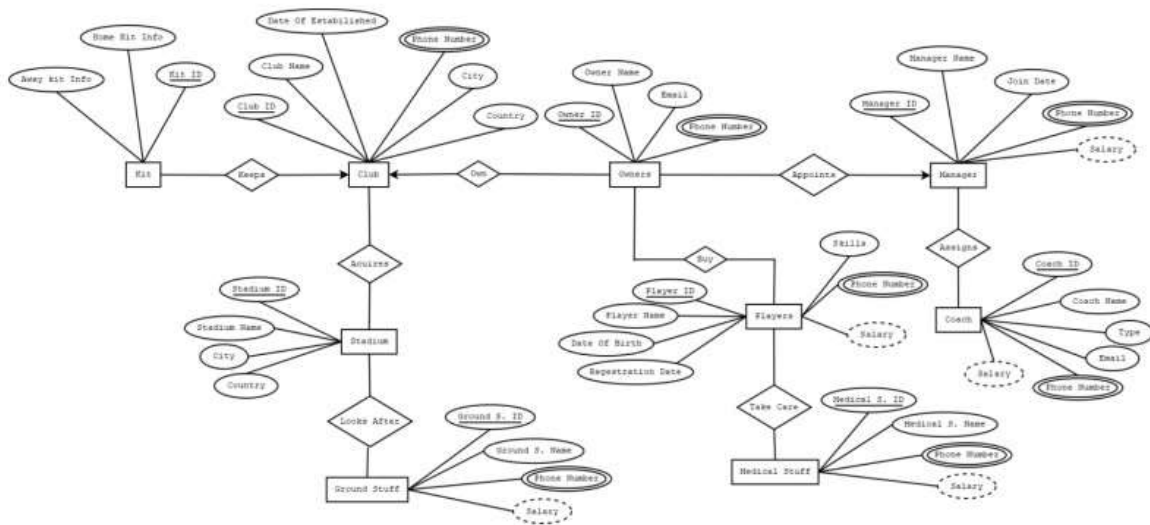 Date Of Estabilished
Home Kit Info
Phone Number
Away kit Info
Kit ID
Club Name
City
Club ID
Country
Owner Name
Email
Owner ID
Phone Number
Manager Name
Join Date
Manager ID
Phone Number
Salary
Kit
Keeps
Club
Own
Owners
Appoints
Manager
Acuires
Buy
Skills
Assigns
Stadium ID
Player ID
Phone Number
Coach ID
Stadium Name
Player Name
Players
Coach Name
Coach
City
Stadium
Date Of Birth
Salary
Type
Country
Regestration Date
Salary
Email
Phone Number
Looks After
Ground S. ID
Take Care
Medical S. ID
Ground S. Name
Medical S. Name
Phone Number
Phone Number
Ground Stuff
Medical Stuff
Salary
Salary